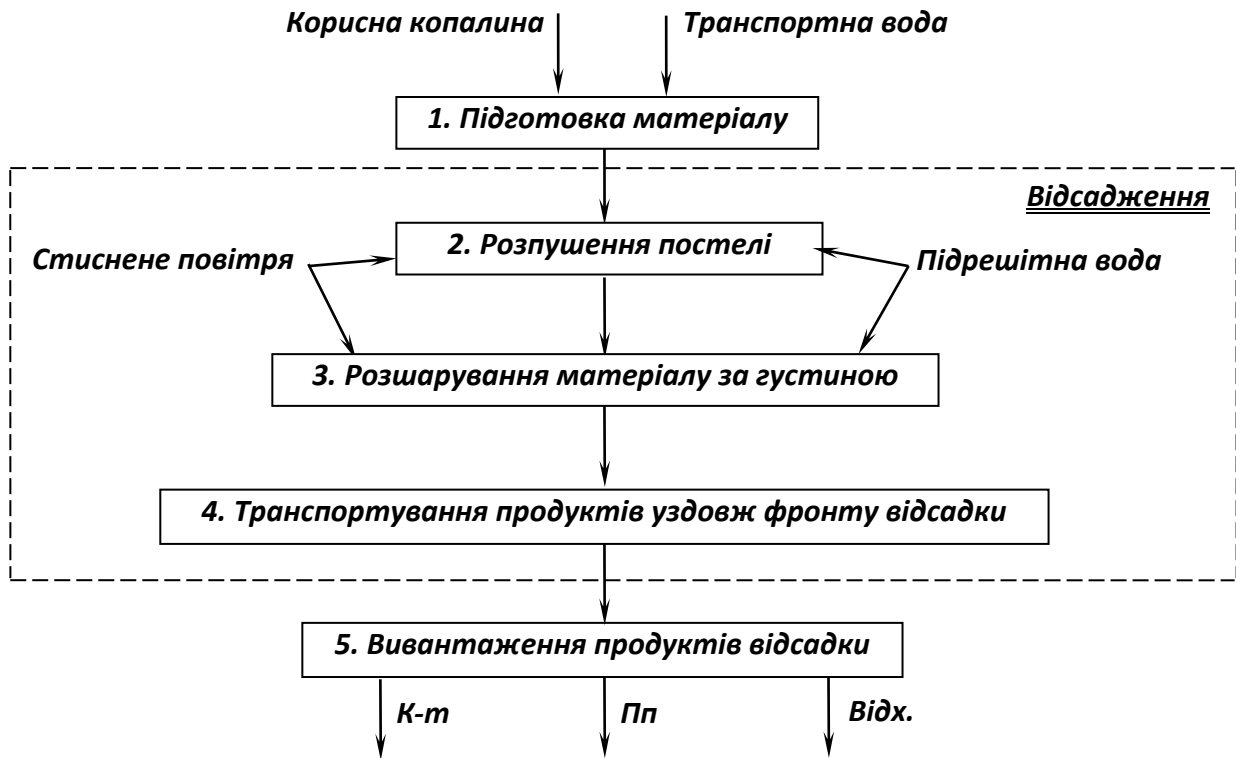 Корисна копалина
Транспортна вода
1. Підготовка матеріалу
Відсадження
2. Розпушення постелі
Стиснене повітря
Підрешітна вода
3. Розшарування матеріалу за густиною
4. Транспортування продуктів уздовж фронту відсадки
5. Вивантаження продуктів відсадки
К-т
Пп
Відх.